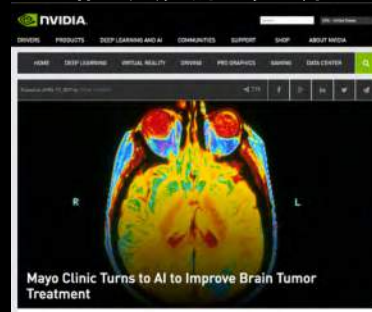 NVIDIA
DRIVERS PRODUCTS DEEP LEARNING AND AI COMMUNITIES SUPPORT SHOP ABOUT NVIDIA
HOME DEEP LEARNING VIRTUAL REALITY DRIVING PRO GRAPHICS GAMING DATA CENTER
R L
Mayo Clinic Turns to AI to Improve Brain Tumor
Treatment